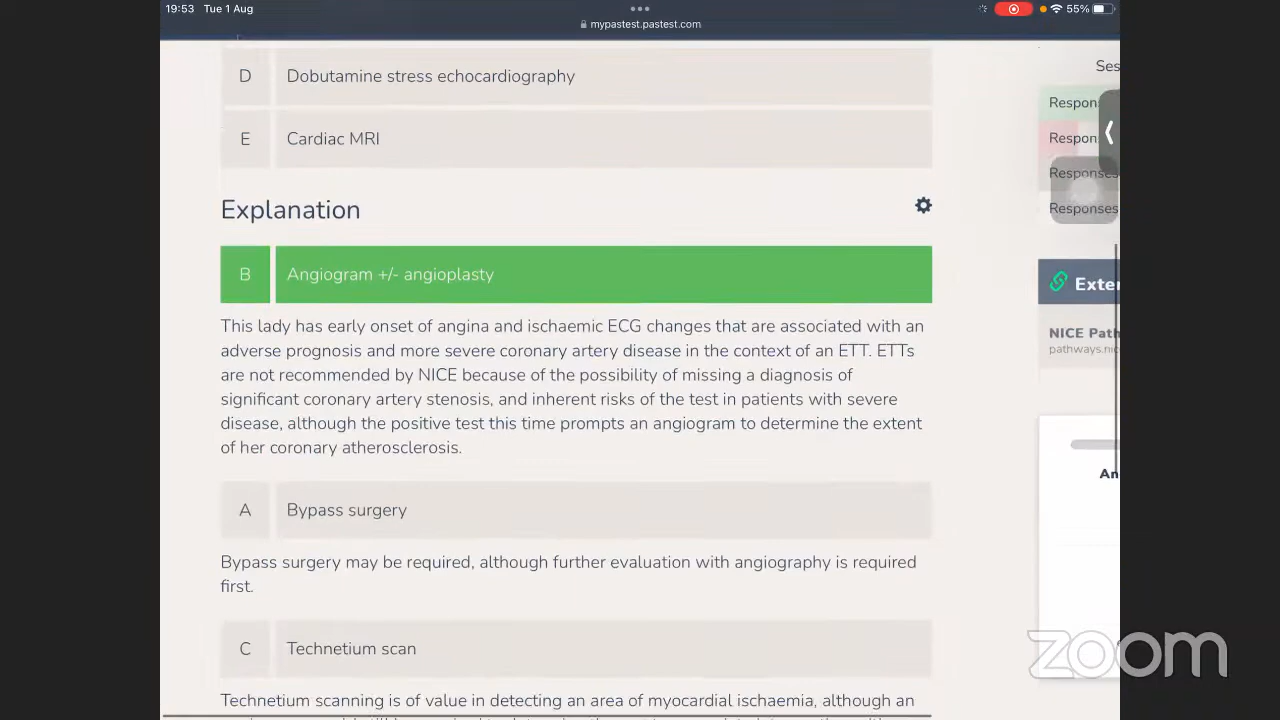 19:53 Tue 1 Aug
55%
mypastest.pastest.com
D Dobutamine stress echocardiography
E Cardiac MRI
Explanation
B Angiogram +/- angioplasty
This lady has early onset of angina and ischaemic ECG changes that are associated with an
adverse prognosis and more severe coronary artery disease in the context of an ETT. ETTs
are not recommended by NICE because of the possibility of missing a diagnosis of
significant coronary artery stenosis, and inherent risks of the test in patients with severe
disease, although the positive test this time prompts an angiogram to determine the extent
of her coronary atherosclerosis.
A Bypass surgery
Bypass surgery may be required, although further evaluation with angiography is required
first.
C Technetium scan
Technetium scanning is of value in detecting an area of myocardial ischaemia, although an
Ses
Respon
Respon
Responses
Responses
Exter
NICE Path
pathways.nic
An
zoom